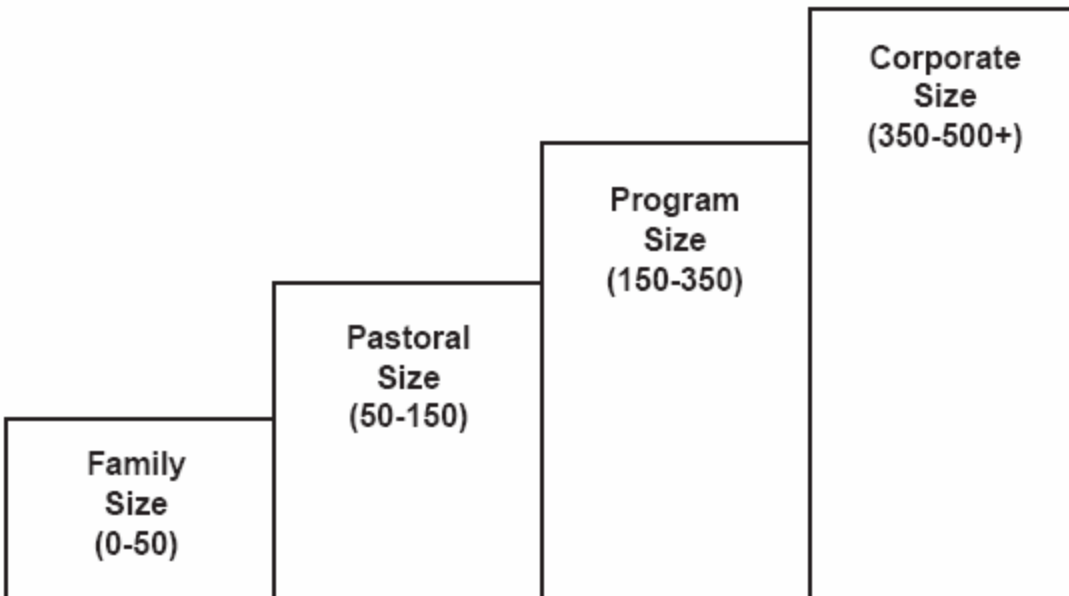 Corporate
Size
(350-500+)
Program
Size
(150-350)
Pastoral
Size
(50-150)
Family
Size
(0-50)